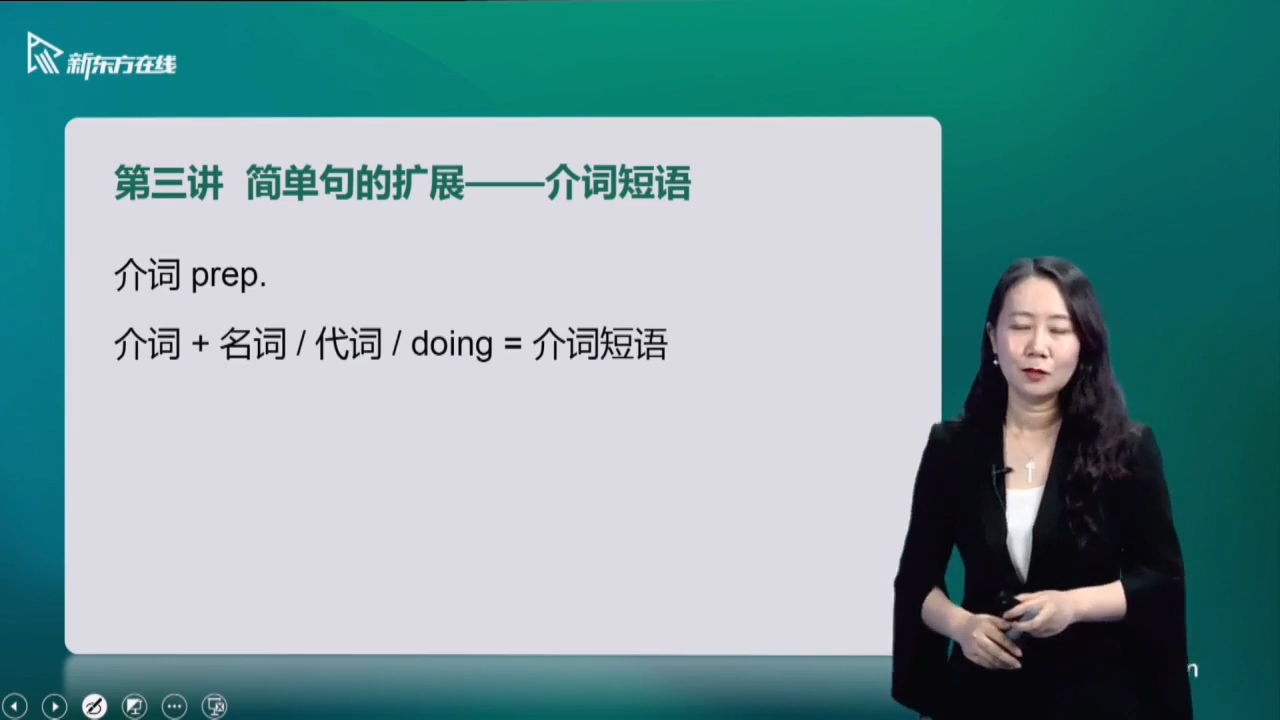 新东方在线
第三讲 简单句的扩展——介词短语
介词 prep.
介词 + 名词 / 代词 / doing = 介词短语
n